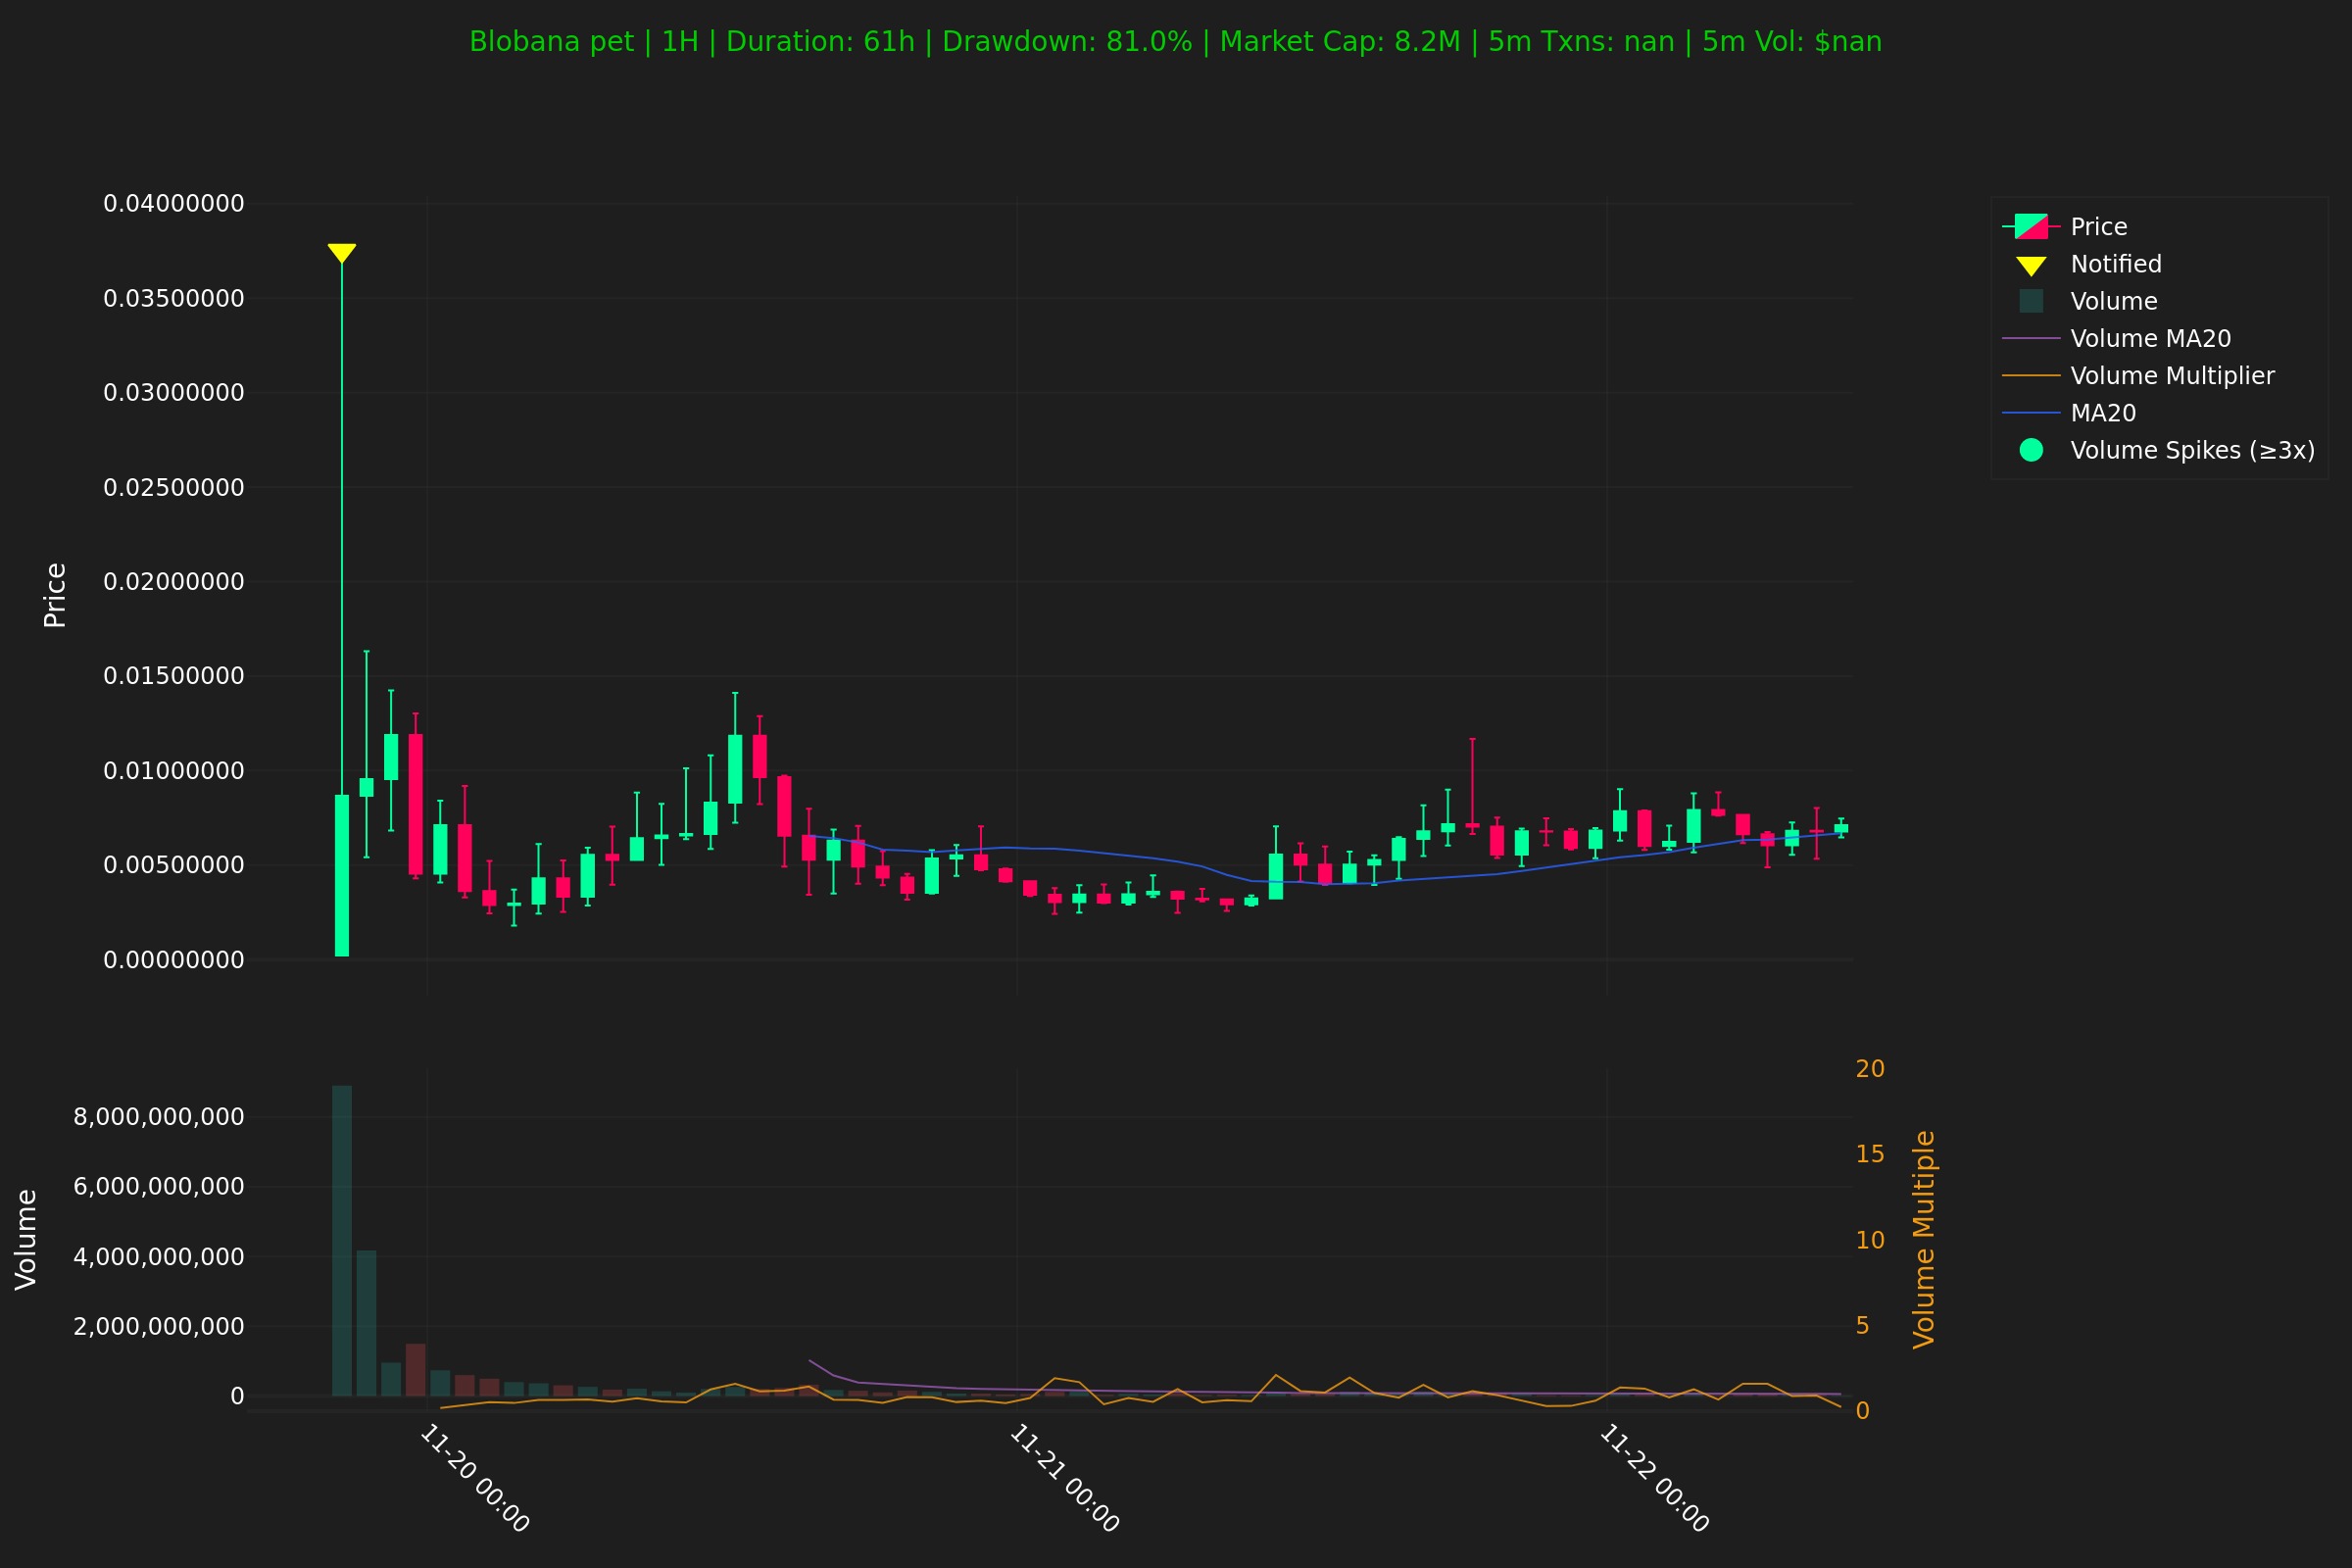 Blobana pet | 1H | Duration: 61h | Drawdown: 81.0% | Market Cap: 8.2M | 5m Txns: nan | 5m Vol: $nan
Price
0.04000000
0.03500000
0.03000000
0.02500000
0.02000000
0.01500000
0.01000000
0.00500000
0.00000000
Price
Notified
Volume
Volume MA20
Volume Multiplier
MA20
Volume Spikes (≥3x)
Volume
8,000,000,000
6,000,000,000
4,000,000,000
2,000,000,000
0
20
15
10
5
0
Volume Multiple
11-20 00:00
11-21 00:00
11-22 00:00